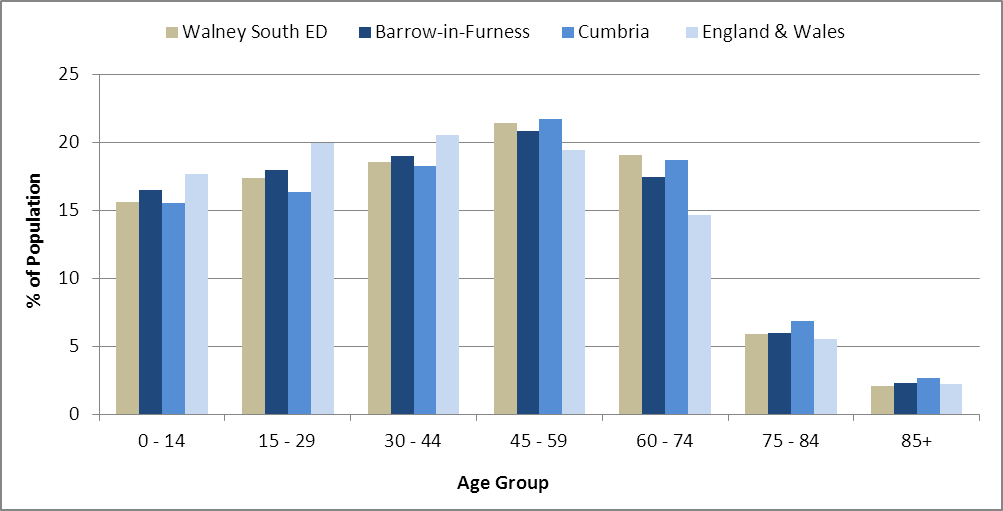 Walney South ED Barrow-in-Furness Cumbria England & Wales
25
20
15
10
5
0
% of Population
0 - 14 15 - 29 30 - 44 45 - 59 60 - 74 75 - 84 85+
Age Group